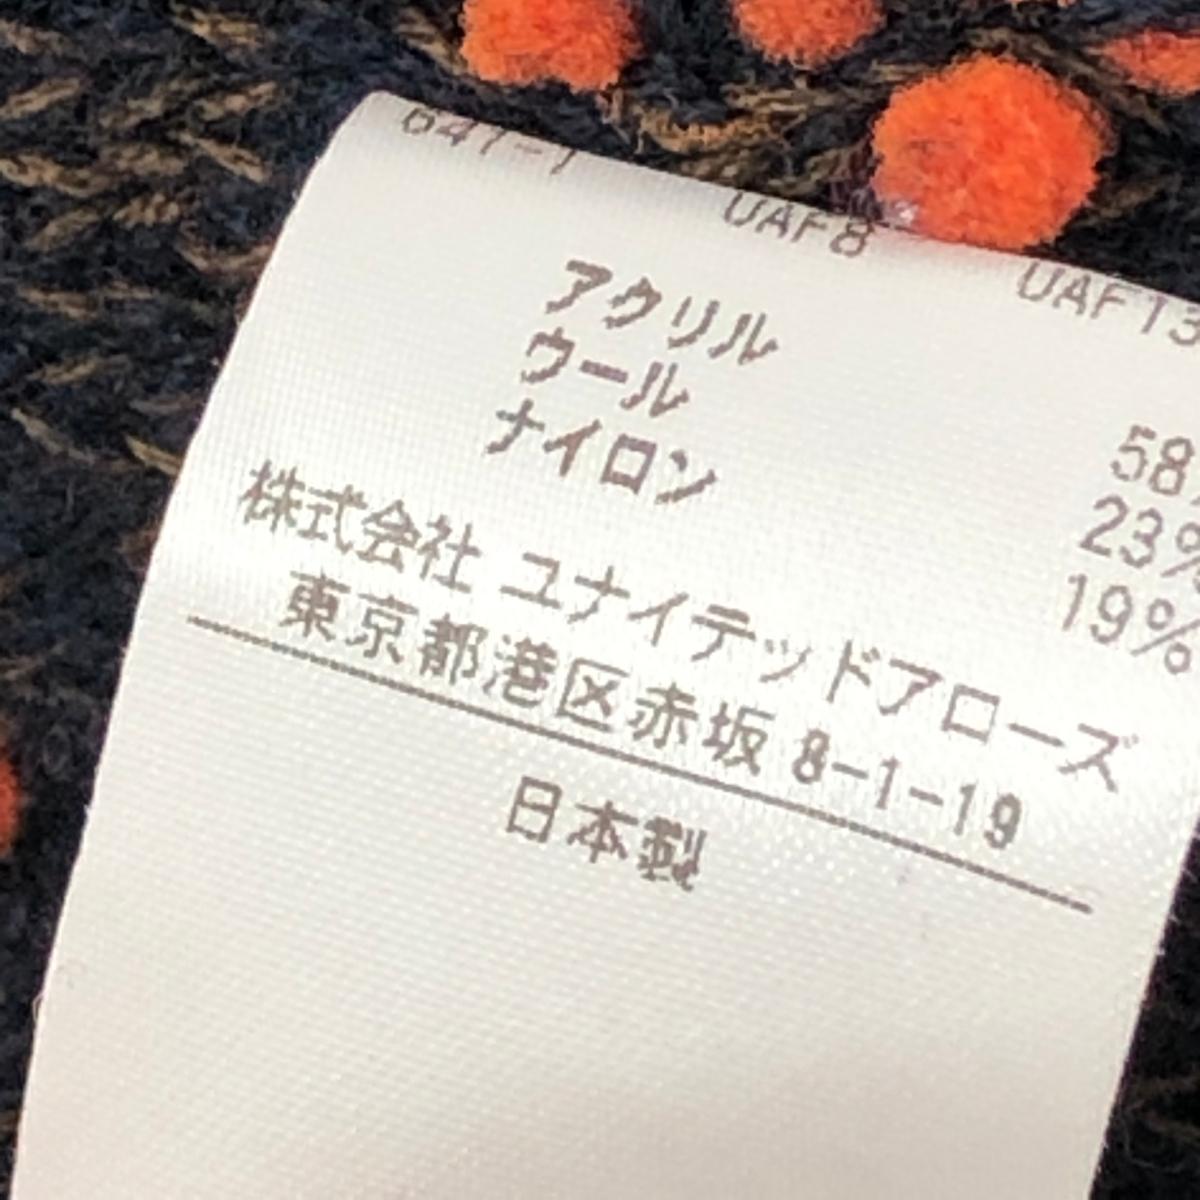 641-1 UAF8 UAF13
アクリル 58%
ウール 23%
ナイロン 19%
株式会社 ユナイテッドアローズ
東京都港区赤坂 8-1-19
日本製